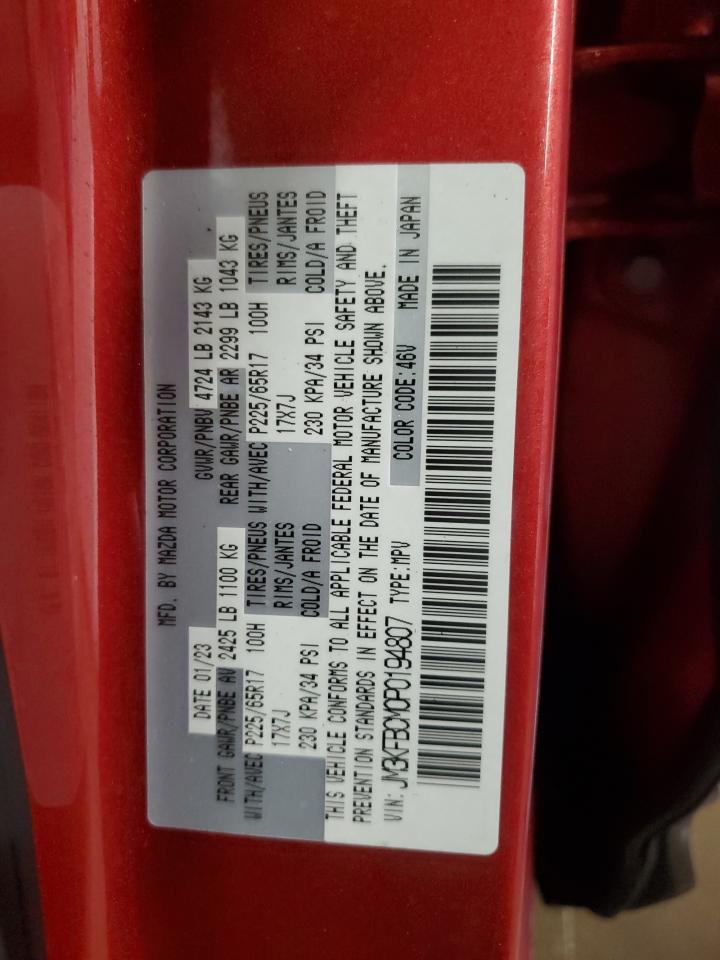 MFD. BY MAZDA MOTOR CORPORATION
DATE 01/23 GVWR/PNBV 4724 LB 2143 KG
FRONT GAWR/PNBE AV 2425 LB 1100 KG REAR GAWR/PNBE AR 2299 LB 1043 KG
WITH/AVEC P225/65R17 100H TIRES/PNEUS WITH/AVEC P225/65R17 100H TIRES/PNEUS
17X7J RIMS/JANTES 17X7J RIMS/JANTES
230 KPA/34 PSI COLD/A FROID 230 KPA/34 PSI COLD/A FROID
THIS VEHICLE CONFORMS TO ALL APPLICABLE FEDERAL MOTOR VEHICLE SAFETY AND THEFT
PREVENTION STANDARDS IN EFFECT ON THE DATE OF MANUFACTURE SHOWN ABOVE.
VIN: JM3KFBCM0P0194807 TYPE:MPV COLOR CODE:46V MADE IN JAPAN